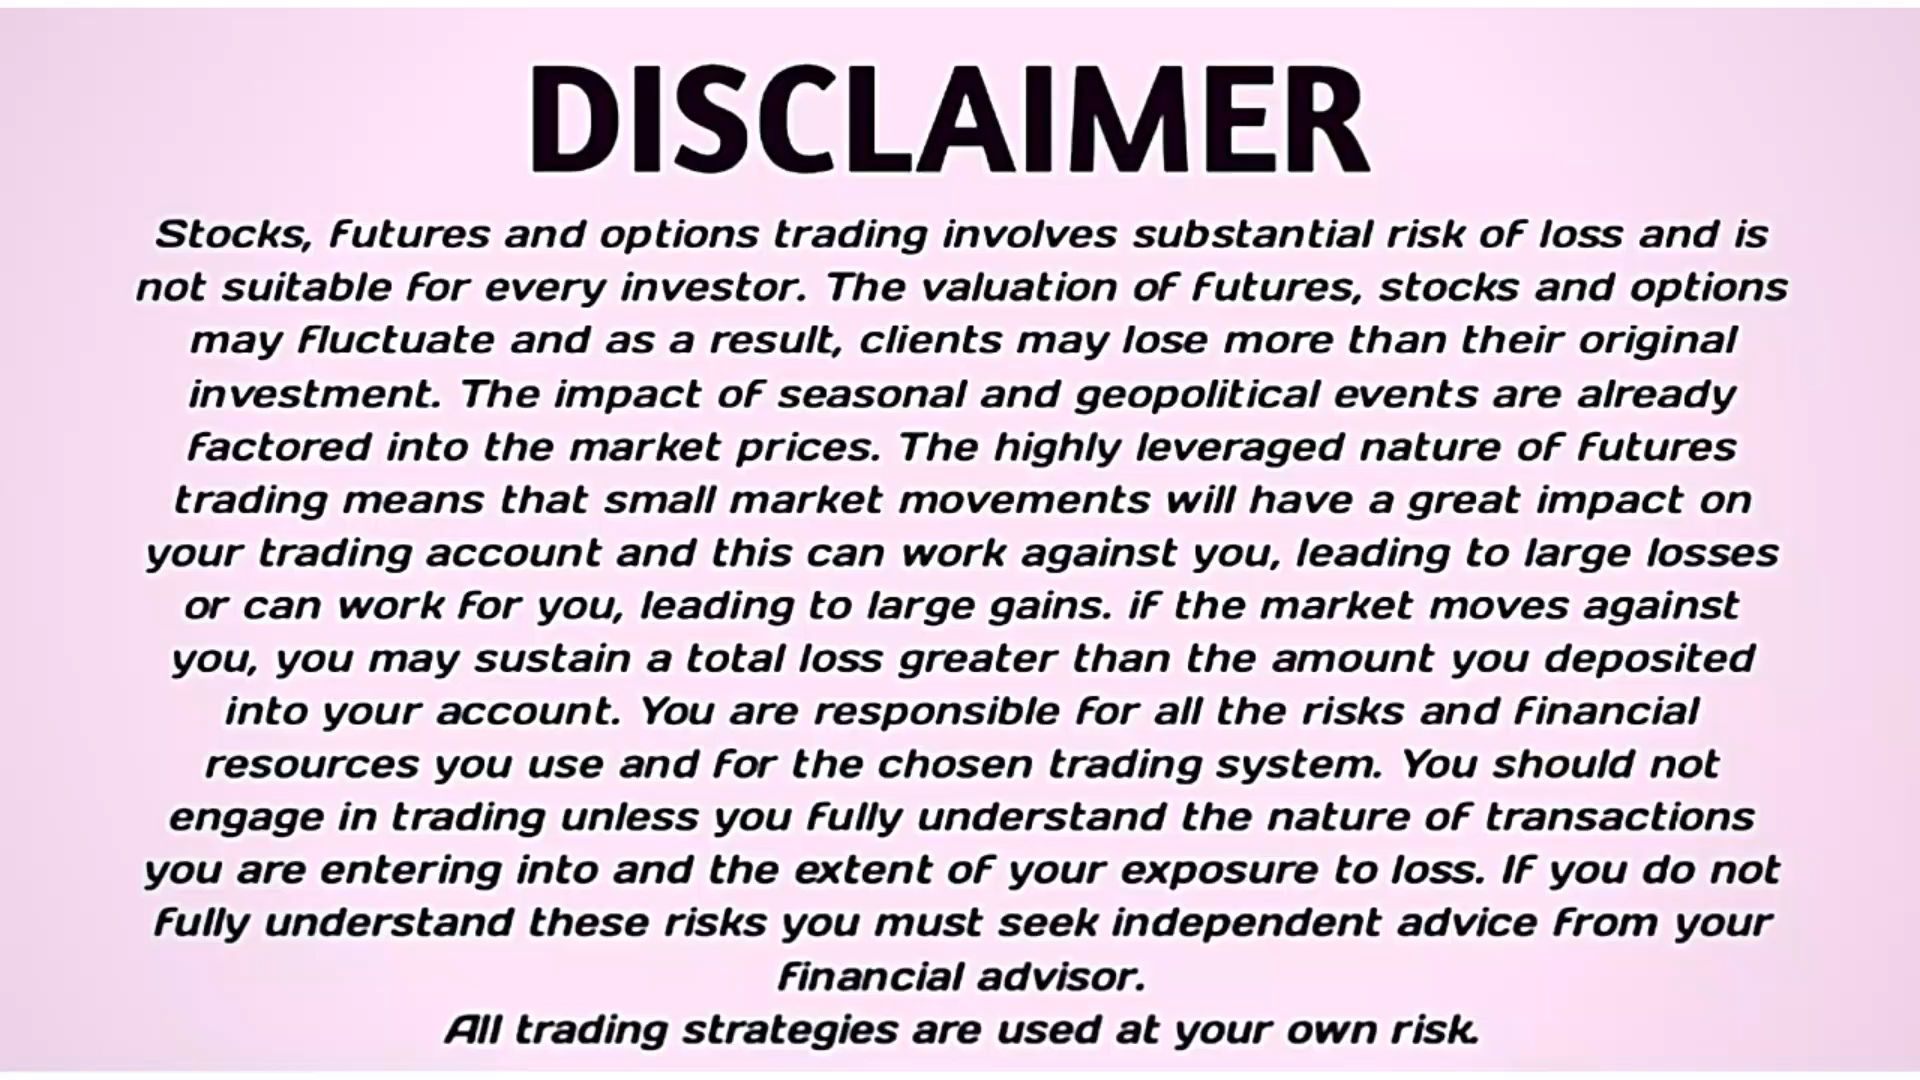 DISCLAIMER
Stocks, futures and options trading involves substantial risk of loss and is
not suitable for every investor. The valuation of futures, stocks and options
may fluctuate and as a result, clients may lose more than their original
investment. The impact of seasonal and geopolitical events are already
factored into the market prices. The highly leveraged nature of futures
trading means that small market movements will have a great impact on
your trading account and this can work against you, leading to large losses
or can work for you, leading to large gains. if the market moves against
you, you may sustain a total loss greater than the amount you deposited
into your account. You are responsible for all the risks and financial
resources you use and for the chosen trading system. You should not
engage in trading unless you fully understand the nature of transactions
you are entering into and the extent of your exposure to loss. If you do not
fully understand these risks you must seek independent advice from your
financial advisor.
All trading strategies are used at your own risk.